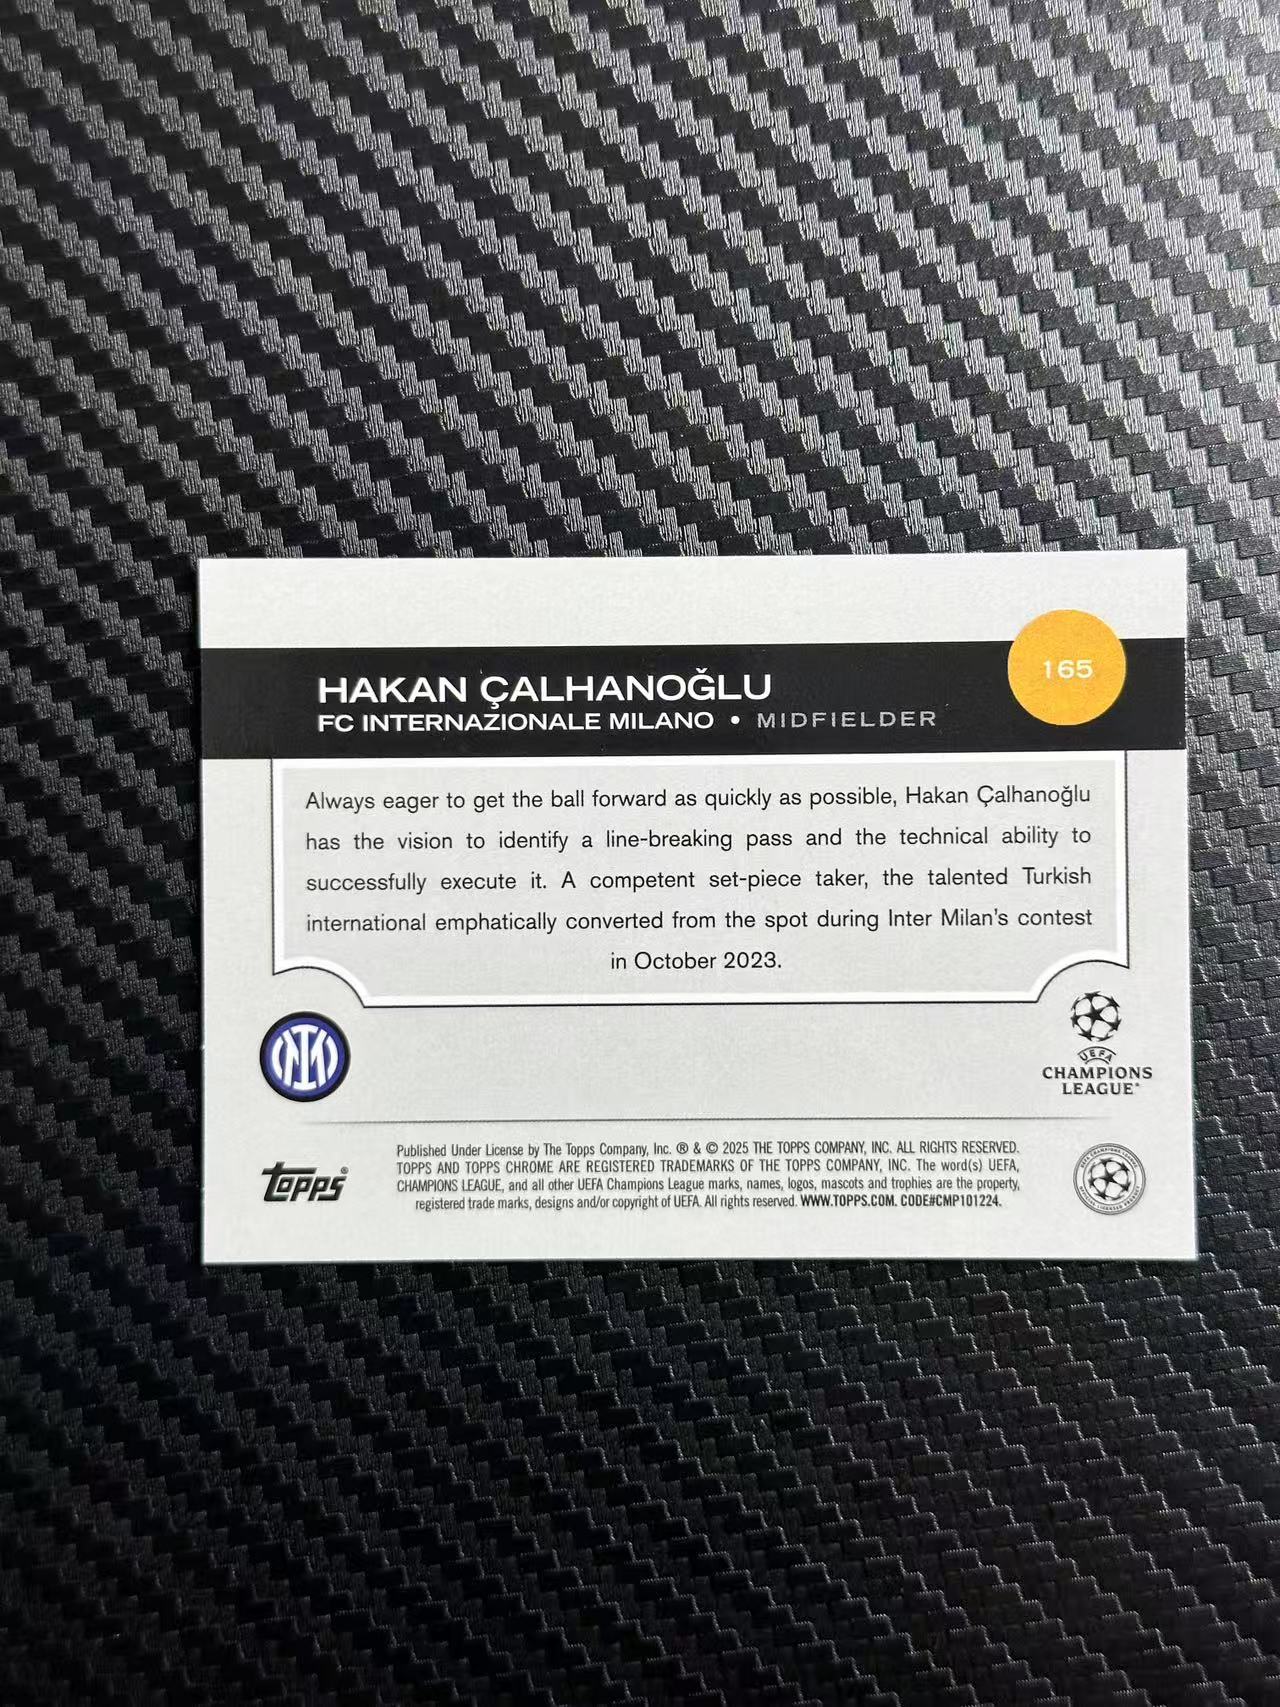 165
HAKAN ÇALHANOĞLU
FC INTERNAZIONALE MILANO • MIDFIELDER
Always eager to get the ball forward as quickly as possible, Hakan Çalhanoğlu
has the vision to identify a line-breaking pass and the technical ability to
successfully execute it. A competent set-piece taker, the talented Turkish
international emphatically converted from the spot during Inter Milan's contest
in October 2023.
UEFA
CHAMPIONS
LEAGUE®
topps®
Published Under License by The Topps Company, Inc. ® & © 2025 THE TOPPS COMPANY, INC. ALL RIGHTS RESERVED.
TOPPS AND TOPPS CHROME ARE REGISTERED TRADEMARKS OF THE TOPPS COMPANY, INC. The word(s) UEFA,
CHAMPIONS LEAGUE, and all other UEFA Champions League marks, names, logos, mascots and trophies are the property,
registered trade marks, designs and/or copyright of UEFA. All rights reserved. WWW.TOPPS.COM. CODE#CMP101224.